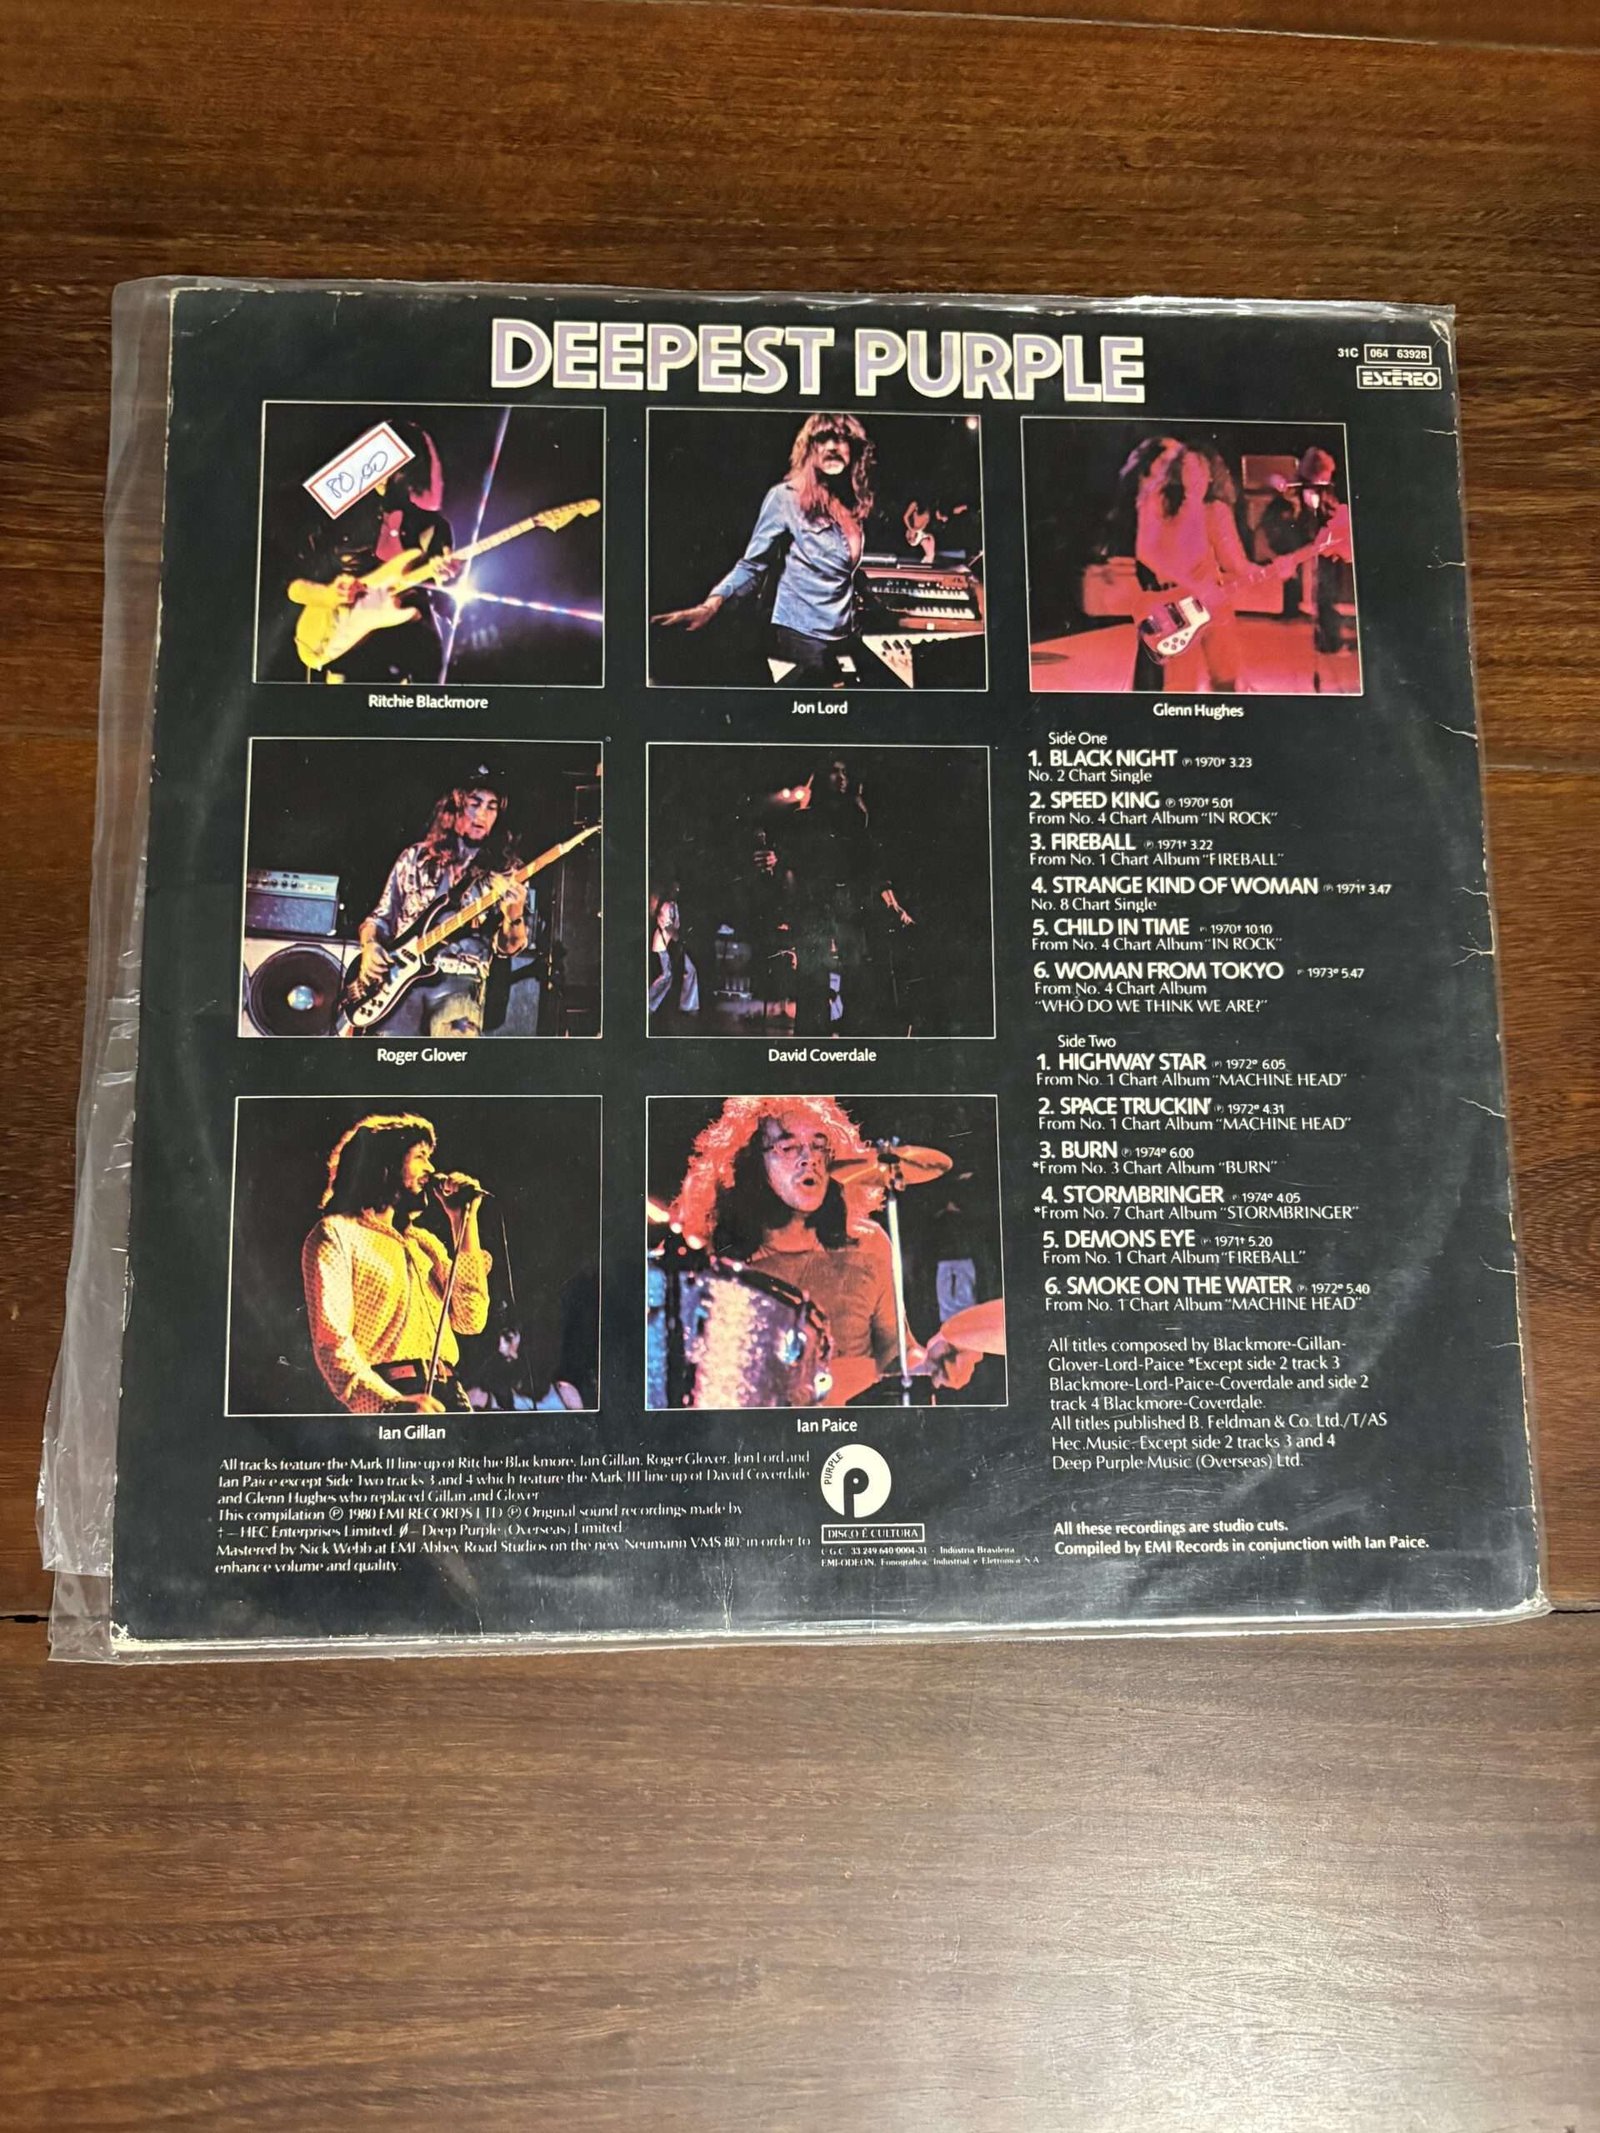 DEEPEST PURPLE
31C 064 63928
ESTÉREO
80,00
Ritchie Blackmore
Jon Lord
Glenn Hughes
Roger Glover
David Coverdale
Ian Gillan
Ian Paice
Side One
1. BLACK NIGHT ℗ 1970† 3.23
No. 2 Chart Single
2. SPEED KING ℗ 1970† 5.01
From No. 4 Chart Album "IN ROCK"
3. FIREBALL ℗ 1971† 3.22
From No. 1 Chart Album "FIREBALL"
4. STRANGE KIND OF WOMAN ℗ 1971† 3.47
No. 8 Chart Single
5. CHILD IN TIME ℗ 1970† 10.10
From No. 4 Chart Album "IN ROCK"
6. WOMAN FROM TOKYO ℗ 1973ø 5.47
From No. 4 Chart Album
"WHO DO WE THINK WE ARE?"
Side Two
1. HIGHWAY STAR ℗ 1972ø 6.05
From No. 1 Chart Album "MACHINE HEAD"
2. SPACE TRUCKIN' ℗ 1972ø 4.31
From No. 1 Chart Album "MACHINE HEAD"
3. BURN ℗ 1974ø 6.00
*From No. 3 Chart Album "BURN"
4. STORMBRINGER ℗ 1974ø 4.05
*From No. 7 Chart Album "STORMBRINGER"
5. DEMONS EYE ℗ 1971† 5.20
From No. 1 Chart Album "FIREBALL"
6. SMOKE ON THE WATER ℗ 1972ø 5.40
From No. 1 Chart Album "MACHINE HEAD"
All titles composed by Blackmore-Gillan-
Glover-Lord-Paice *Except side 2 track 3
Blackmore-Lord-Paice-Coverdale and side 2
track 4 Blackmore-Coverdale.
All titles published B. Feldman & Co. Ltd./T/AS
Hec.Music. Except side 2 tracks 3 and 4
Deep Purple Music (Overseas) Ltd.
All these recordings are studio cuts.
Compiled by EMI Records in conjunction with Ian Paice.
All tracks feature the Mark II line up of Ritchie Blackmore, Ian Gillan, Roger Glover, Jon Lord and
Ian Paice except Side Two tracks 3 and 4 which feature the Mark III line up of David Coverdale
and Glenn Hughes who replaced Gillan and Glover
This compilation ℗ 1980 EMI RECORDS LTD ℗ Original sound recordings made by
† – HEC Enterprises Limited. ø – Deep Purple (Overseas) Limited.
Mastered by Nick Webb at EMI Abbey Road Studios on the new Neumann VMS 80" in order to
enhance volume and quality.
PURPLE
DISCO É CULTURA
C.G.C. 33.249.640/0004-31 - Indústria Brasileira
EMI-ODEON, Fonográfica, Industrial e Eletrônica S.A